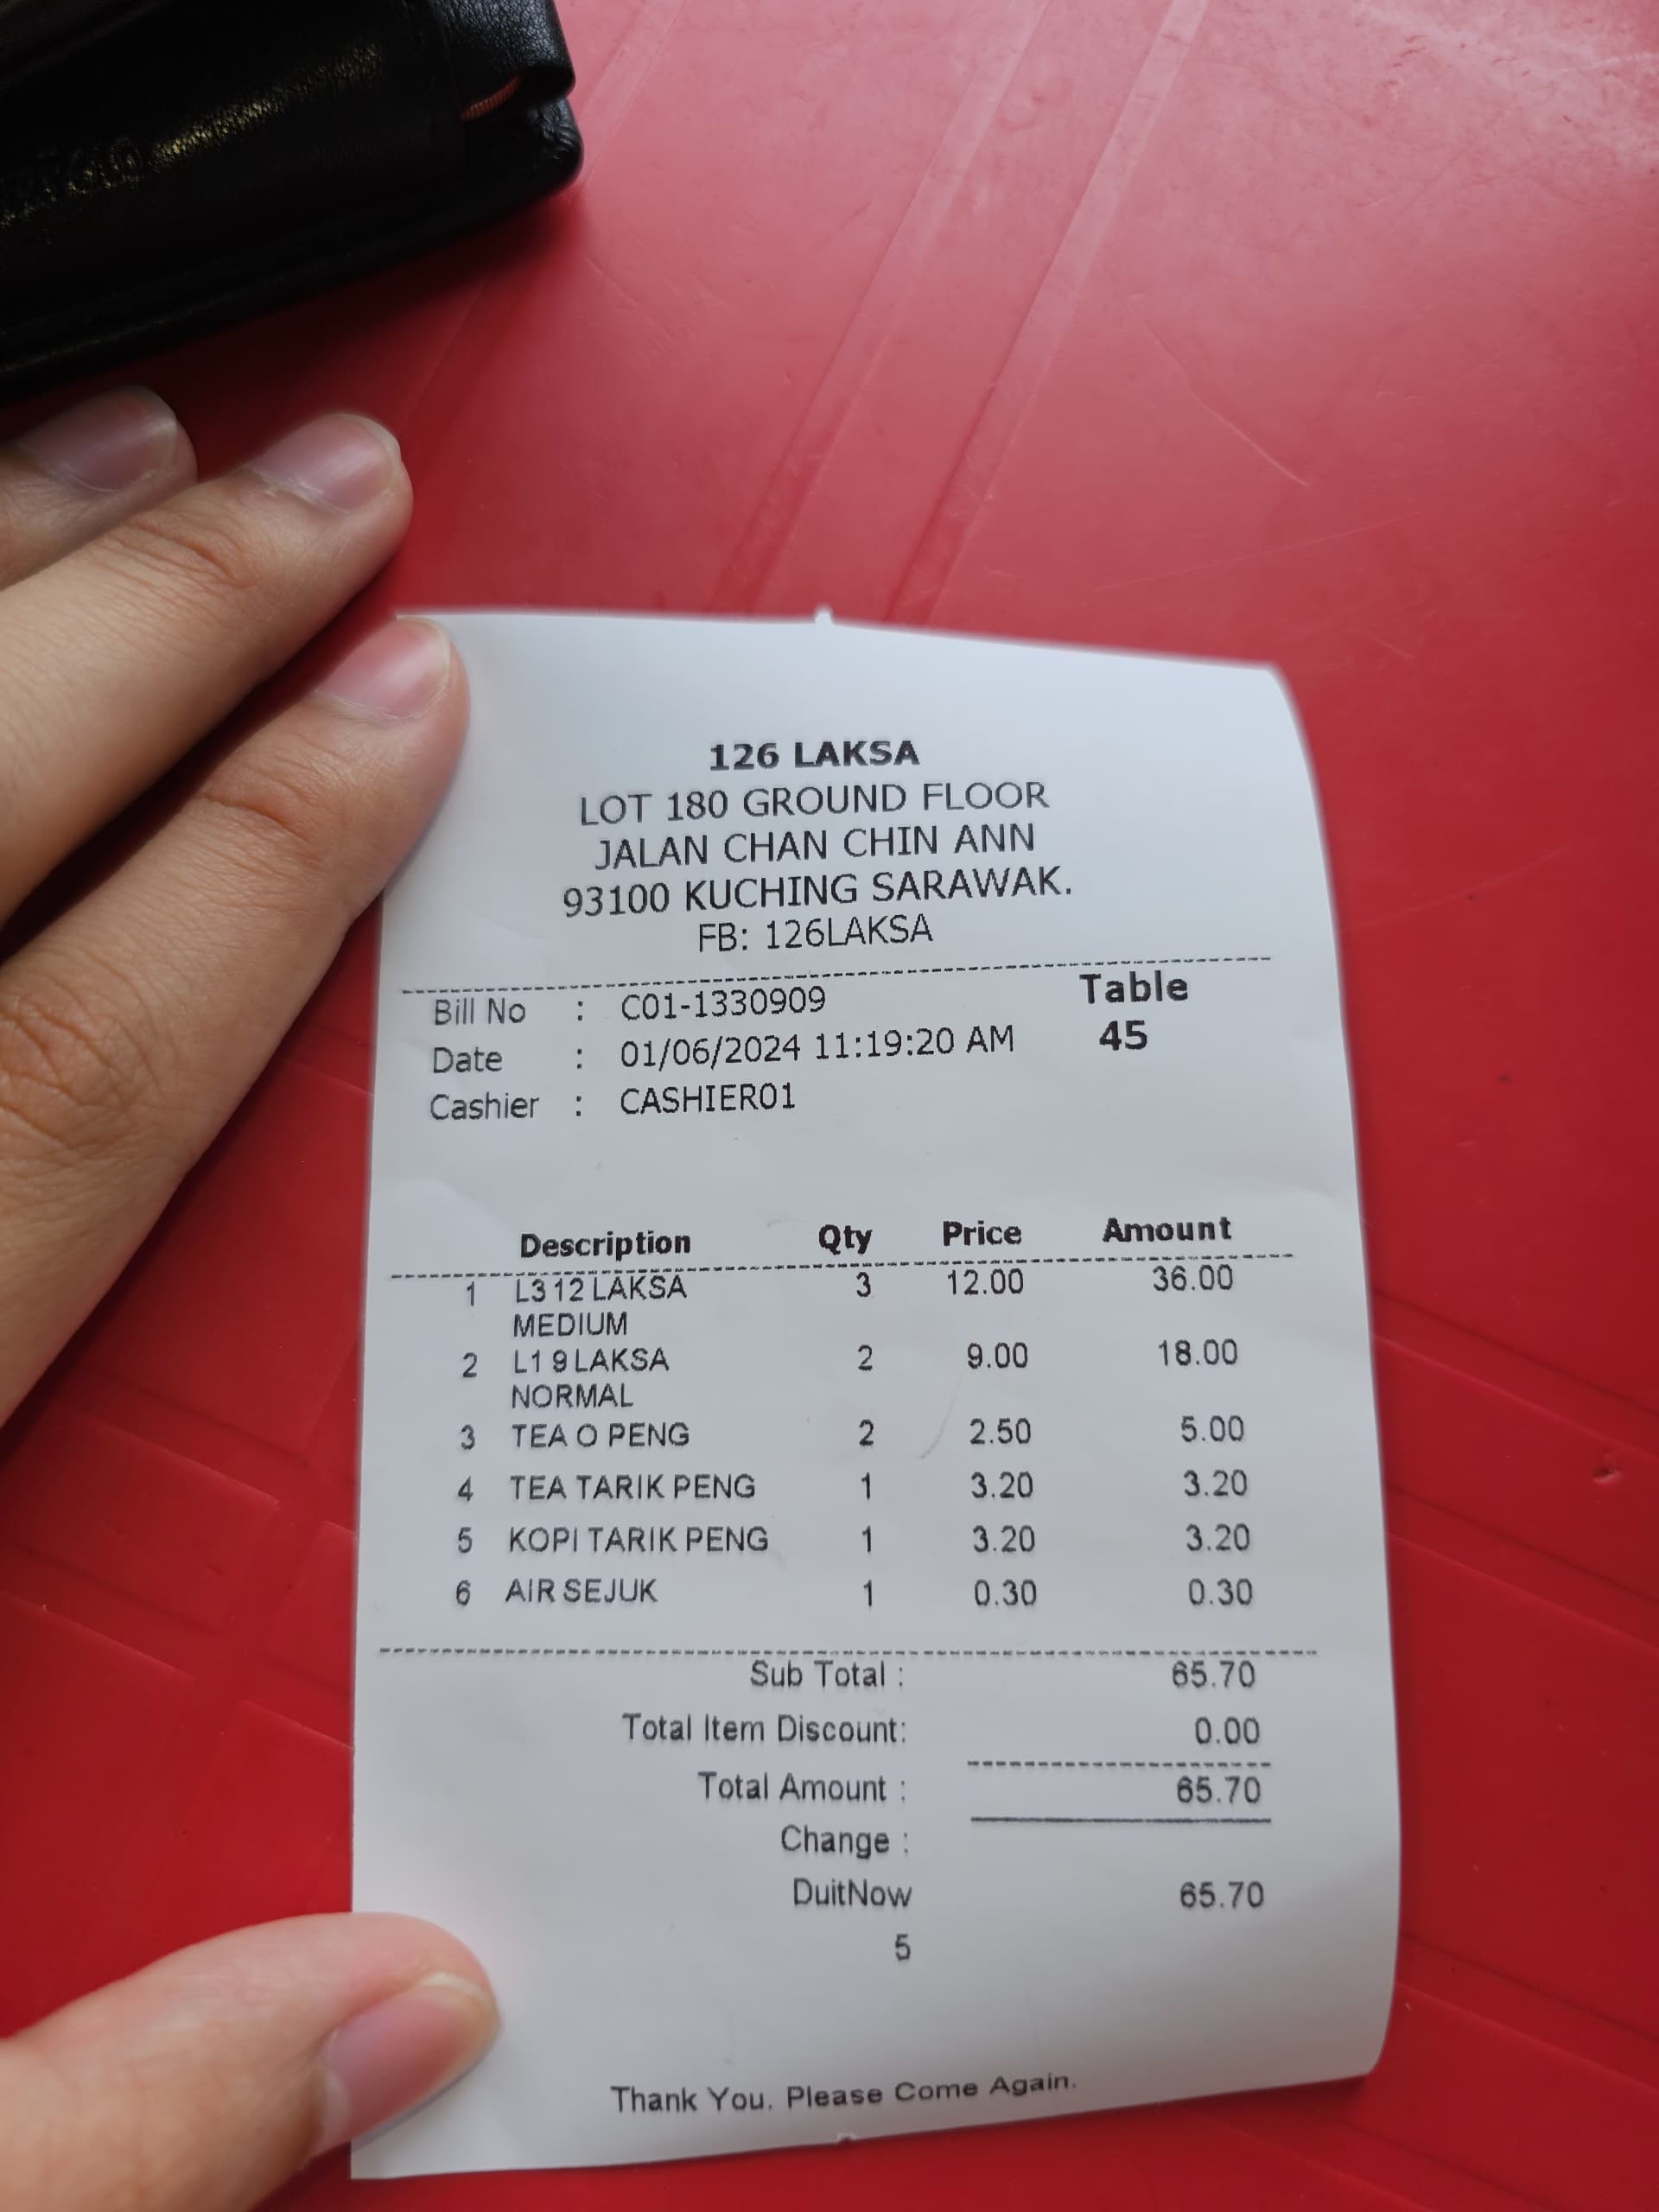 126 LAKSA
LOT 180 GROUND FLOOR
JALAN CHAN CHIN ANN
93100 KUCHING SARAWAK.
FB: 126LAKSA
Bill No : C01-1330909 Table
Date : 01/06/2024 11:19:20 AM 45
Cashier : CASHIER01
Description Qty Price Amount
1 L3 12 LAKSA 3 12.00 36.00
MEDIUM
2 L1 9 LAKSA 2 9.00 18.00
NORMAL
3 TEA O PENG 2 2.50 5.00
4 TEA TARIK PENG 1 3.20 3.20
5 KOPI TARIK PENG 1 3.20 3.20
6 AIR SEJUK 1 0.30 0.30
Sub Total : 65.70
Total Item Discount: 0.00
Total Amount : 65.70
Change :
DuitNow 65.70
5
Thank You. Please Come Again.